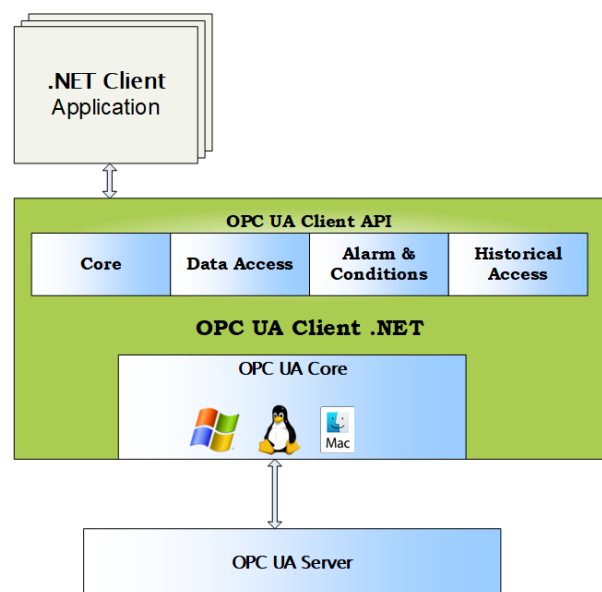 .NET Client
Application
OPC UA Client API
Core
Data Access
Alarm &
Conditions
Historical
Access
OPC UA Client .NET
OPC UA Core
Mac
OPC UA Server